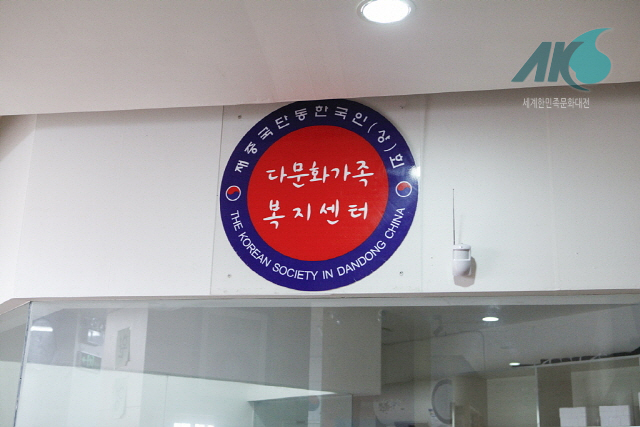 AKS
세계한민족문화대전
재중국단동한국인(상)회
다문화가족
복지센터
THE KOREAN SOCIETY IN DANDONG CHINA